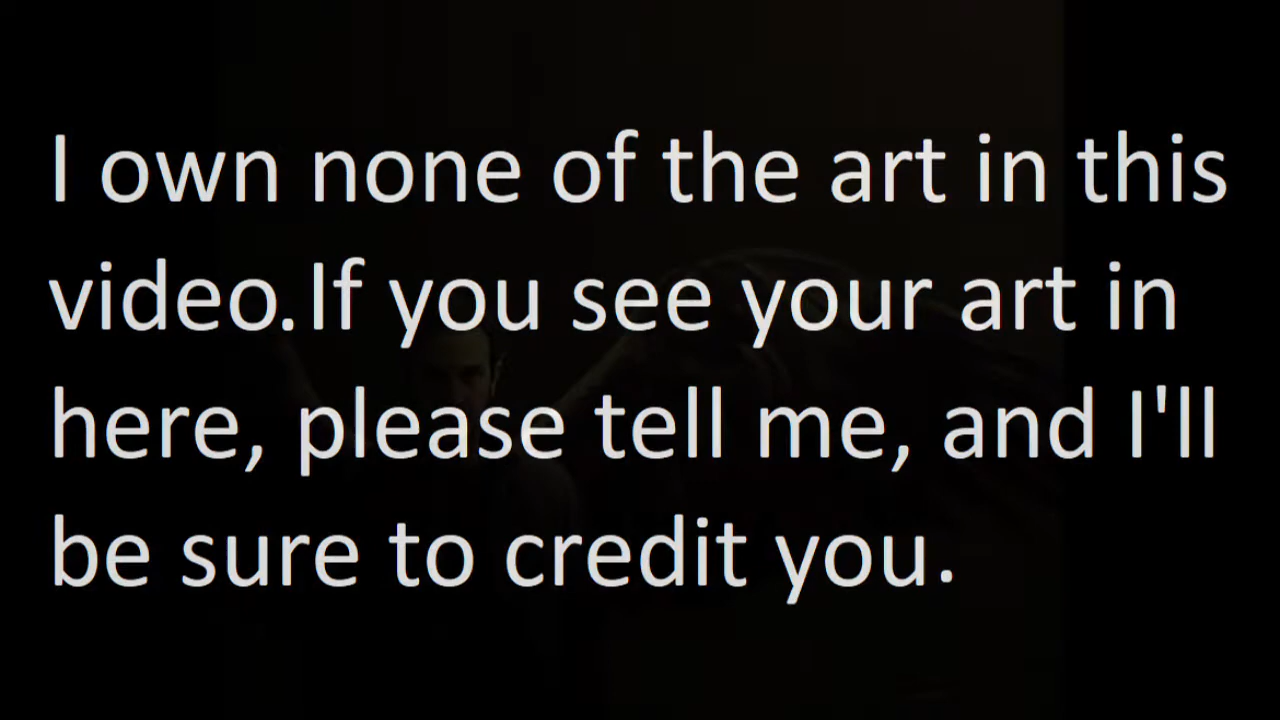 I own none of the art in this
video.If you see your art in
here, please tell me, and I'll
be sure to credit you.